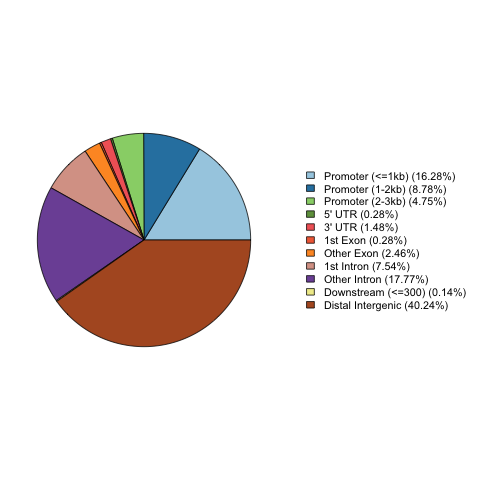 Promoter (<=1kb) (16.28%)
Promoter (1-2kb) (8.78%)
Promoter (2-3kb) (4.75%)
5' UTR (0.28%)
3' UTR (1.48%)
1st Exon (0.28%)
Other Exon (2.46%)
1st Intron (7.54%)
Other Intron (17.77%)
Downstream (<=300) (0.14%)
Distal Intergenic (40.24%)